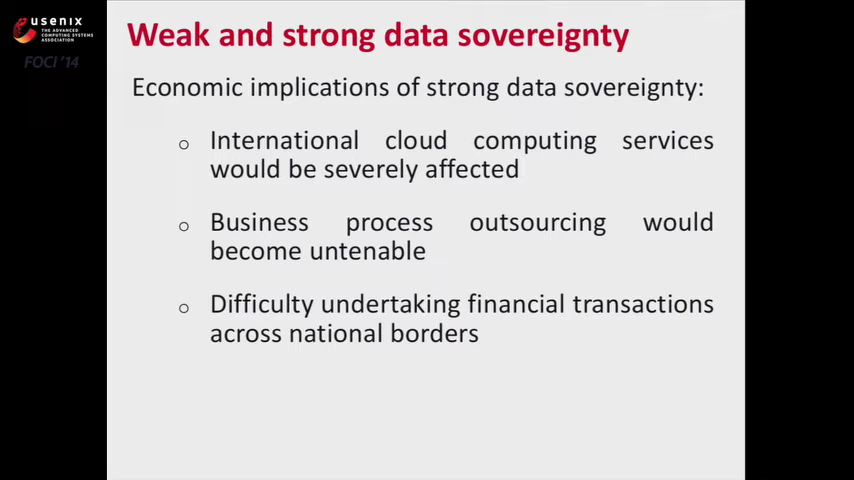 usenix
THE ADVANCED
COMPUTING SYSTEMS
ASSOCIATION
FOCI '14
Weak and strong data sovereignty
Economic implications of strong data sovereignty:
o International cloud computing services
would be severely affected
o Business process outsourcing would
become untenable
o Difficulty undertaking financial transactions
across national borders